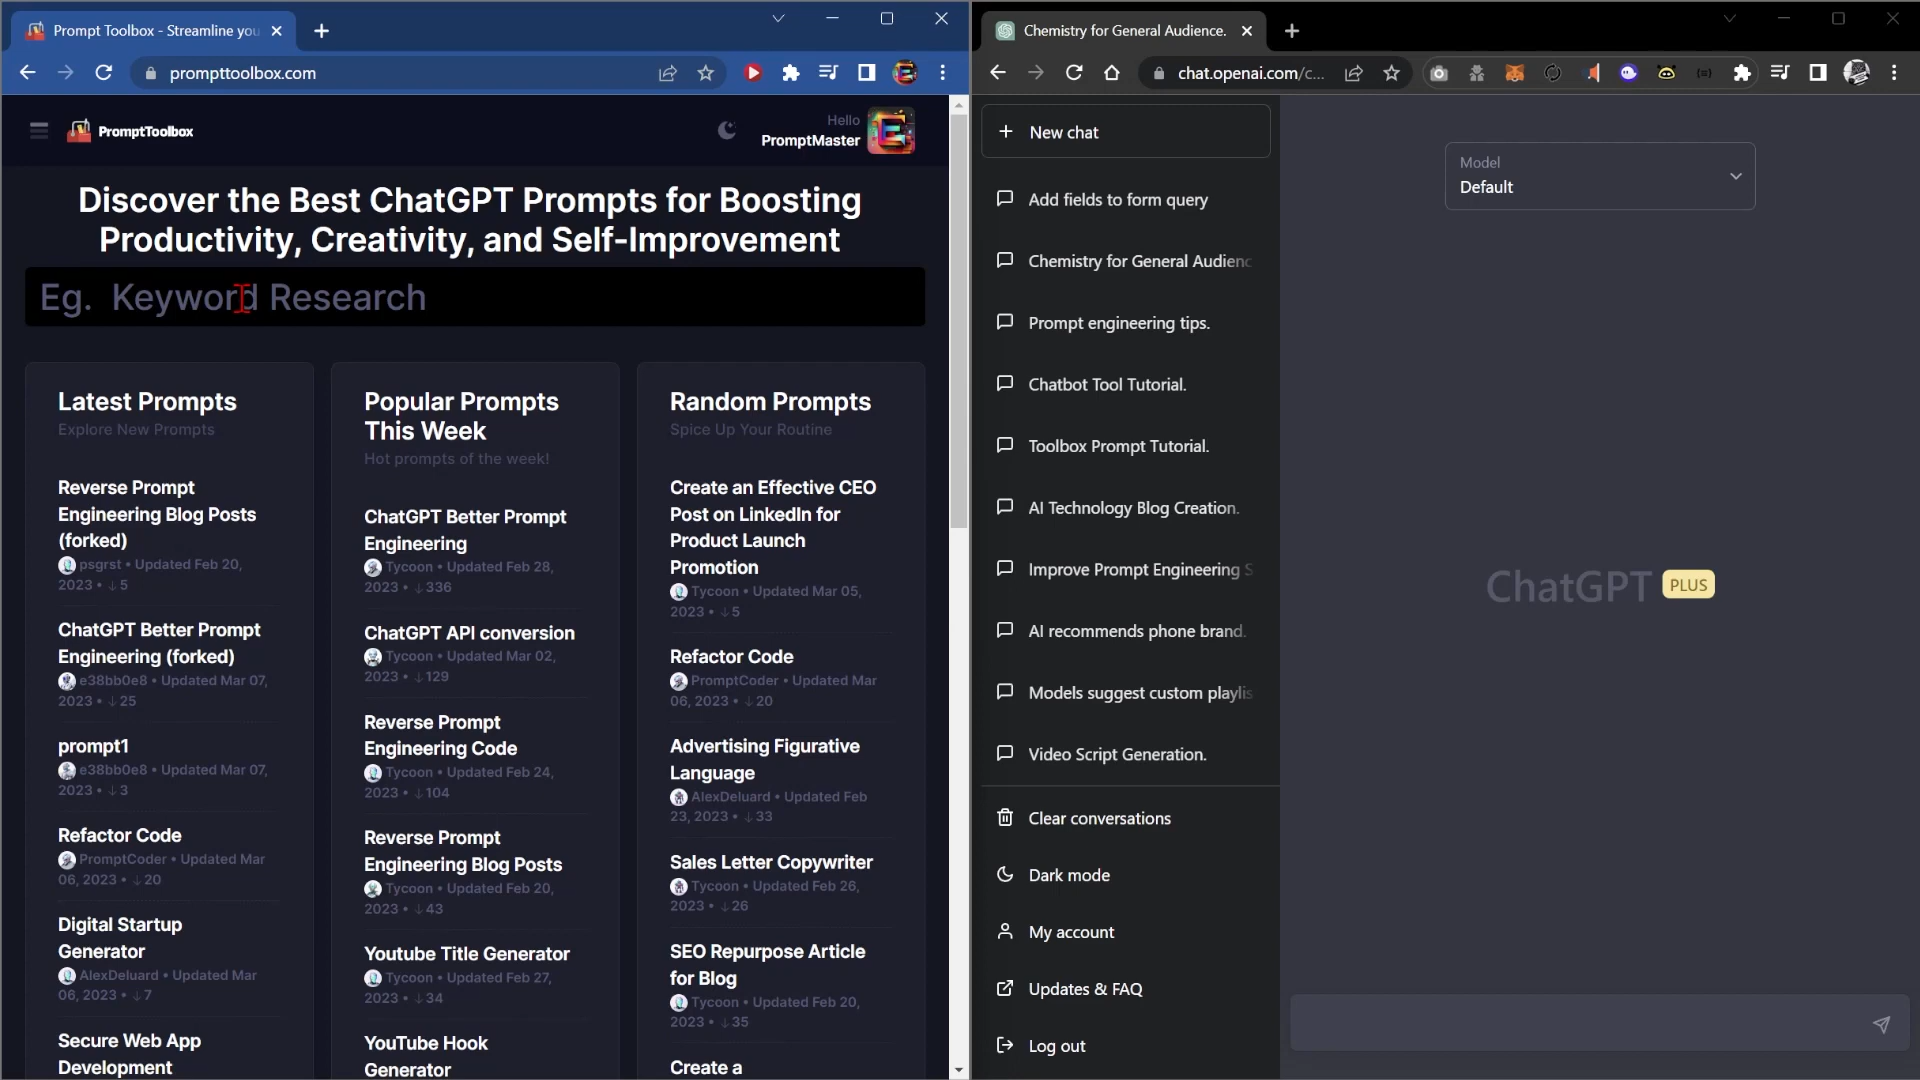 Prompt Toolbox - Streamline you
prompttoolbox.com
PromptToolbox
Hello
PromptMaster
Discover the Best ChatGPT Prompts for Boosting
Productivity, Creativity, and Self-Improvement
Eg. Keyword Research
Latest Prompts
Explore New Prompts
Reverse Prompt
Engineering Blog Posts
(forked)
psgrst • Updated Feb 20,
2023 • ↓ 5
ChatGPT Better Prompt
Engineering (forked)
e38bb0e8 • Updated Mar 07,
2023 • ↓ 25
prompt1
e38bb0e8 • Updated Mar 07,
2023 • ↓ 3
Refactor Code
PromptCoder • Updated Mar
06, 2023 • ↓ 20
Digital Startup
Generator
AlexDeluard • Updated Mar
06, 2023 • ↓ 7
Secure Web App
Development
Popular Prompts
This Week
Hot prompts of the week!
ChatGPT Better Prompt
Engineering
Tycoon • Updated Feb 28,
2023 • ↓ 336
ChatGPT API conversion
Tycoon • Updated Mar 02,
2023 • ↓ 129
Reverse Prompt
Engineering Code
Tycoon • Updated Feb 24,
2023 • ↓ 104
Reverse Prompt
Engineering Blog Posts
Tycoon • Updated Feb 20,
2023 • ↓ 43
Youtube Title Generator
Tycoon • Updated Feb 27,
2023 • ↓ 34
YouTube Hook
Generator
Random Prompts
Spice Up Your Routine
Create an Effective CEO
Post on LinkedIn for
Product Launch
Promotion
Tycoon • Updated Mar 05,
2023 • ↓ 5
Refactor Code
PromptCoder • Updated Mar
06, 2023 • ↓ 20
Advertising Figurative
Language
AlexDeluard • Updated Feb
23, 2023 • ↓ 33
Sales Letter Copywriter
Tycoon • Updated Feb 26,
2023 • ↓ 26
SEO Repurpose Article
for Blog
Tycoon • Updated Feb 20,
2023 • ↓ 35
Create a
Chemistry for General Audience.
chat.openai.com/c...
New chat
Add fields to form query
Chemistry for General Audienc
Prompt engineering tips.
Chatbot Tool Tutorial.
Toolbox Prompt Tutorial.
AI Technology Blog Creation.
Improve Prompt Engineering S
AI recommends phone brand.
Models suggest custom playlis
Video Script Generation.
Clear conversations
Dark mode
My account
Updates & FAQ
Log out
Model
Default
ChatGPT PLUS